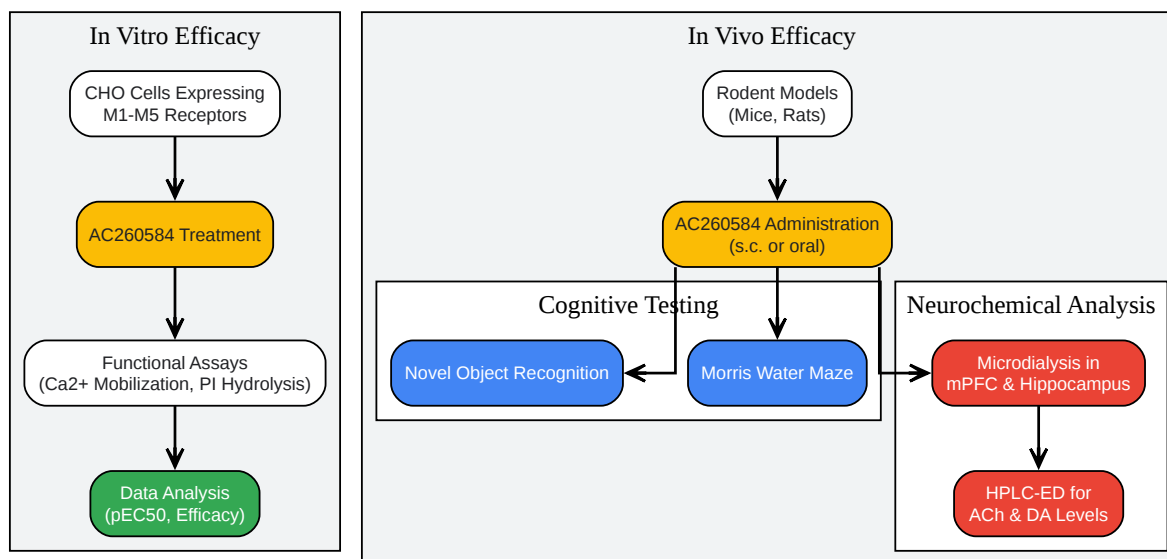 In Vitro Efficacy
CHO Cells Expressing
M1-M5 Receptors
AC260584 Treatment
Functional Assays
(Ca2+ Mobilization, PI Hydrolysis)
Data Analysis
(pEC50, Efficacy)
In Vivo Efficacy
Rodent Models
(Mice, Rats)
AC260584 Administration
(s.c. or oral)
Cognitive Testing
Novel Object Recognition
Morris Water Maze
Neurochemical Analysis
Microdialysis in
mPFC & Hippocampus
HPLC-ED for
ACh & DA Levels